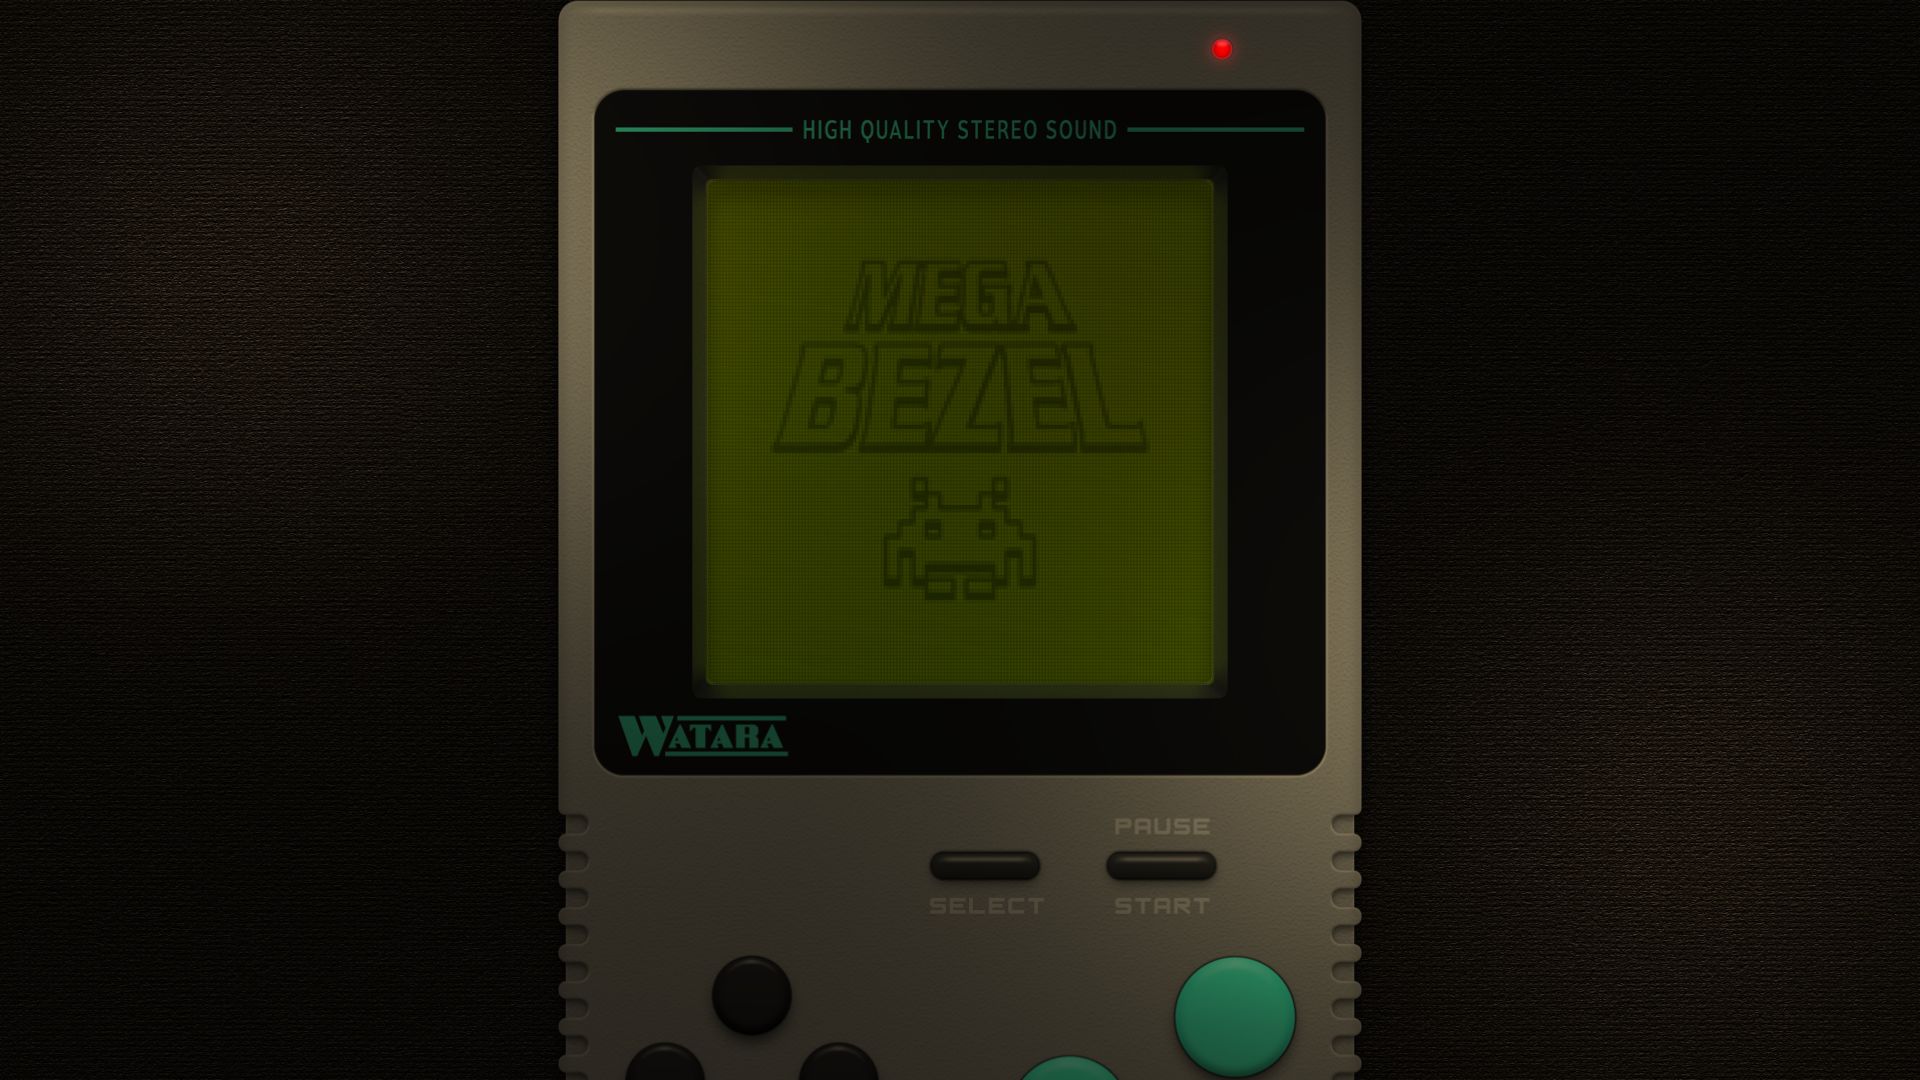 HIGH QUALITY STEREO SOUND
MEGA
BEZEL
WATARA
PAUSE
SELECT START